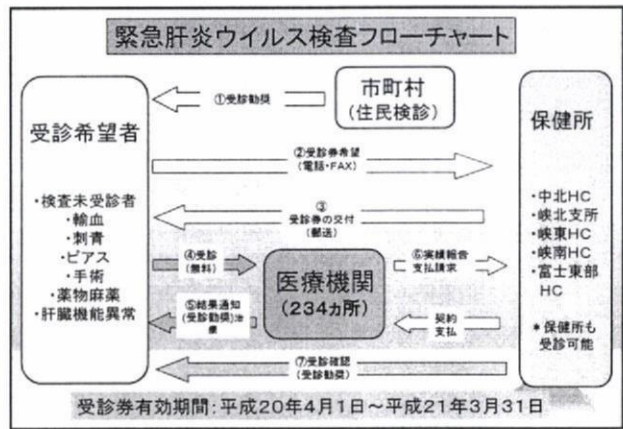 緊急肝炎ウイルス検査フローチャート
受診希望者
・検査未受診者
・輸血
・刺青
・ピアス
・手術
・薬物麻薬
・肝臓機能異常
①受診勧奨
市町村
(住民検診)
保健所
・中北HC
・峡北支所
・峡東HC
・峡南HC
・富士東部
HC
*保健所も
受診可能
②受診券希望
(電話・FAX)
③
受診券の交付
(郵送)
④受診
(無料)
医療機関
(234ヵ所)
⑥実績報告
支払請求
⑤結果通知
(受診勧奨)治
療
契約
支払
⑦受診確認
(受診勧奨)
受診券有効期間:平成20年4月1日~平成21年3月31日